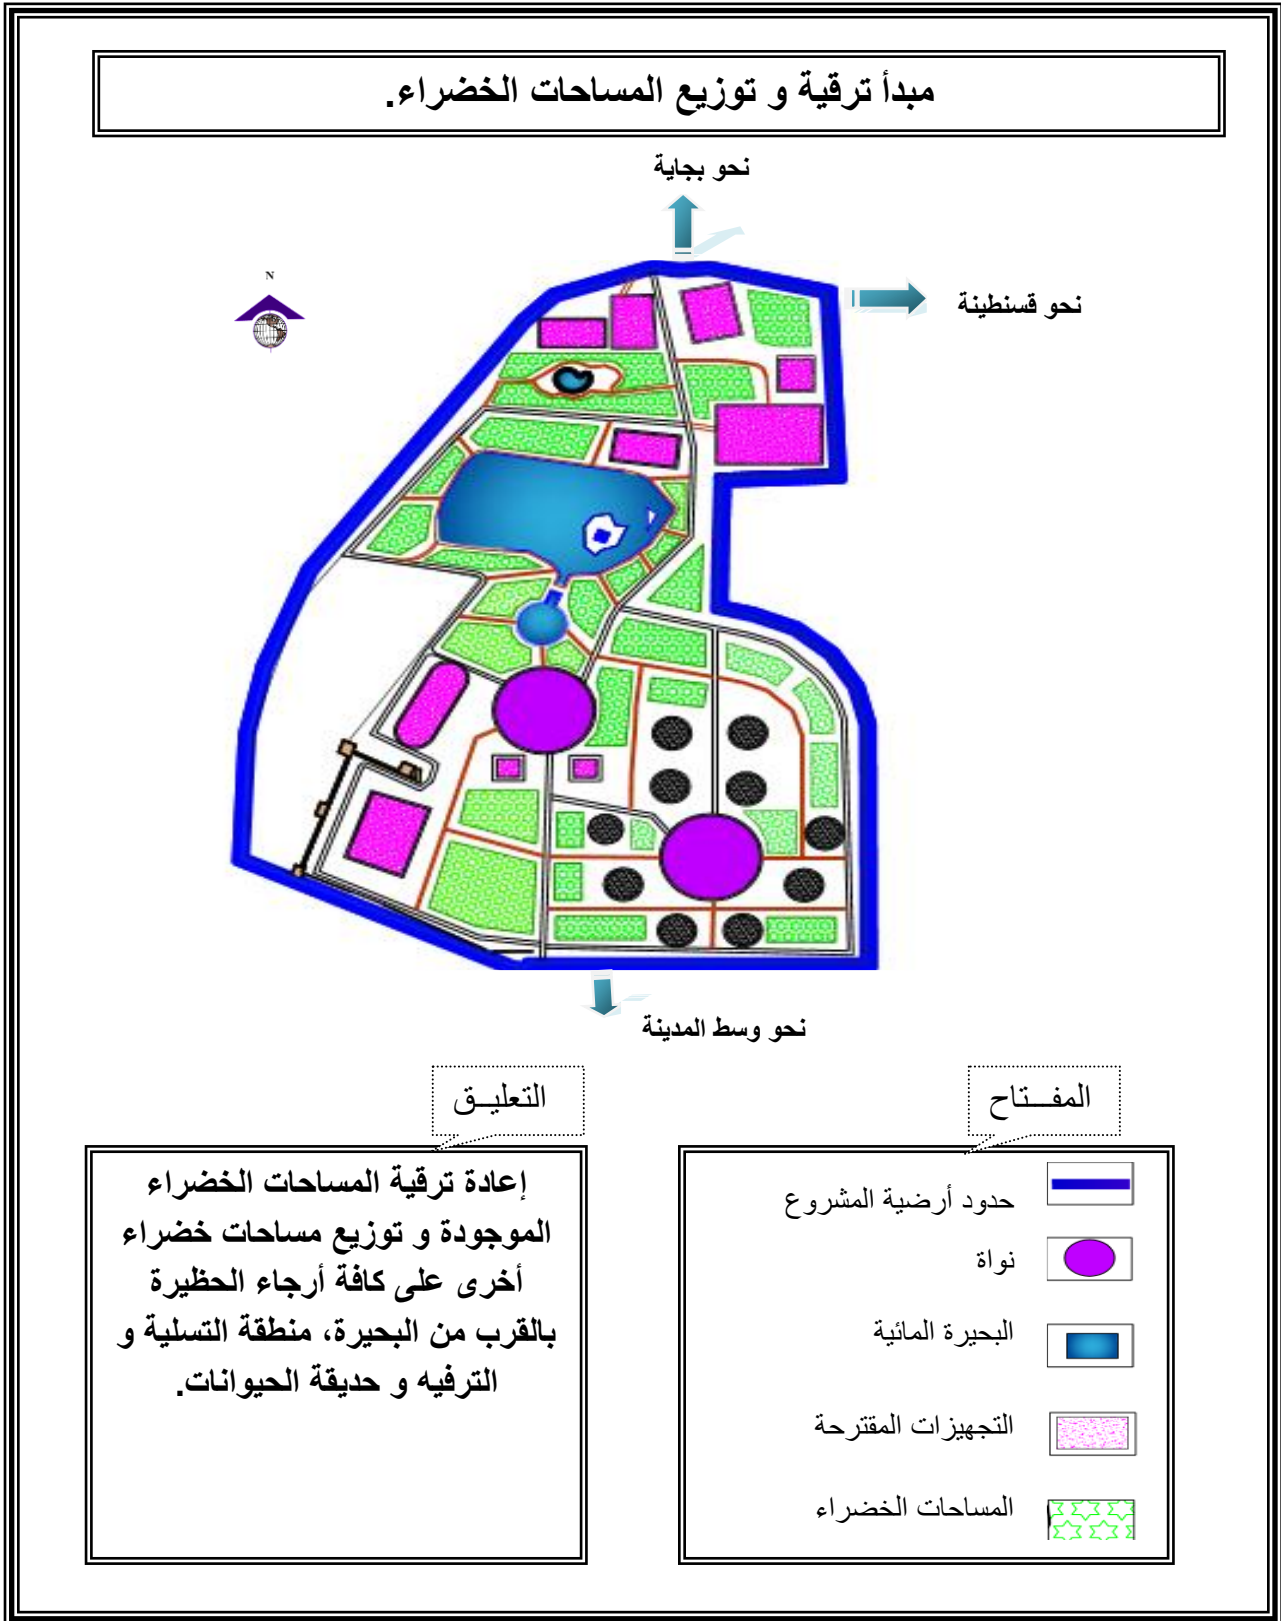 مبدأ ترقية و توزيع المساحات الخضراء.
نحو بجاية
N
نحو قسنطينة
نحو وسط المدينة
المفـــتاح
حدود أرضية المشروع
نواة
البحيرة المائية
التجهيزات المقترحة
المساحات الخضراء
التعليــق
إعادة ترقية المساحات الخضراء
الموجودة و توزيع مساحات خضراء
أخرى على كافة أرجاء الحظيرة
بالقرب من البحيرة، منطقة التسلية و
الترفيه و حديقة الحيوانات.